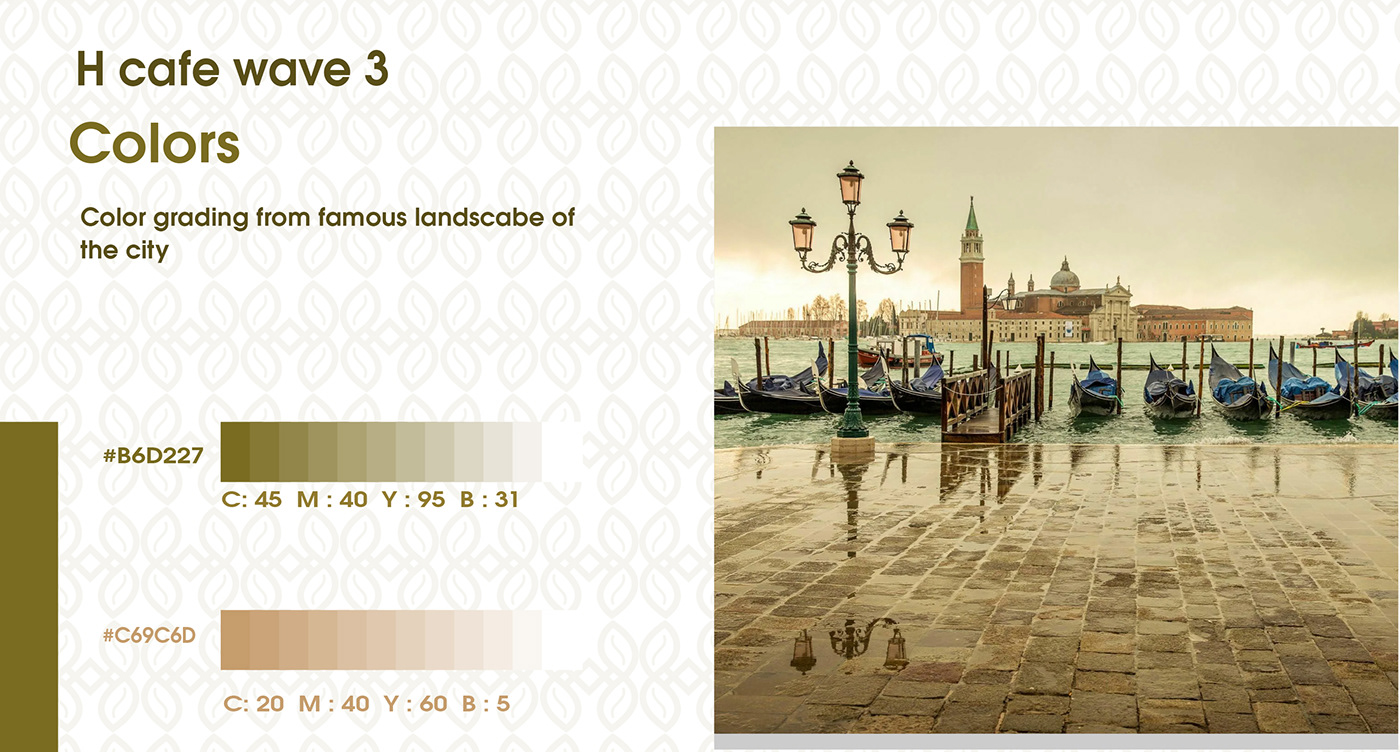 H cafe wave 3
Colors
Color grading from famous landscabe of
the city
#B6D227
C: 45 M : 40 Y : 95 B : 31
#C69C6D
C: 20 M : 40 Y : 60 B : 5